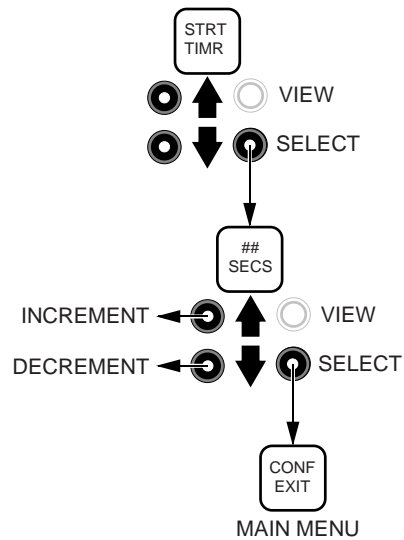 STRT
TIMR
VIEW
SELECT
##
SECS
INCREMENT
VIEW
DECREMENT
SELECT
CONF
EXIT
MAIN MENU